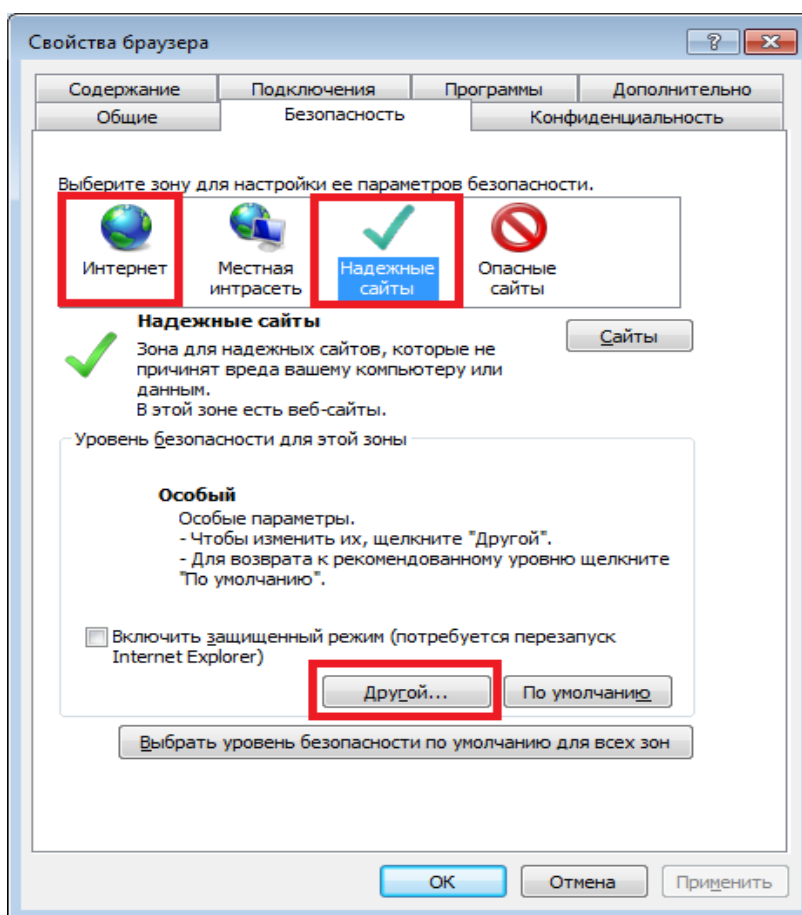 Свойства браузера
Содержание Подключения Программы Дополнительно
Общие Безопасность Конфиденциальность
Выберите зону для настройки ее параметров безопасности.
Интернет Местная интрасеть Надежные сайты Опасные сайты
Надежные сайты
Сайты
Зона для надежных сайтов, которые не
причинят вреда вашему компьютеру или
данным.
В этой зоне есть веб-сайты.
Уровень безопасности для этой зоны
Особый
Особые параметры.
- Чтобы изменить их, щелкните "Другой".
- Для возврата к рекомендованному уровню щелкните
"По умолчанию".
Включить защищенный режим (потребуется перезапуск
Internet Explorer)
Другой... По умолчанию
Выбрать уровень безопасности по умолчанию для всех зон
ОК Отмена Применить